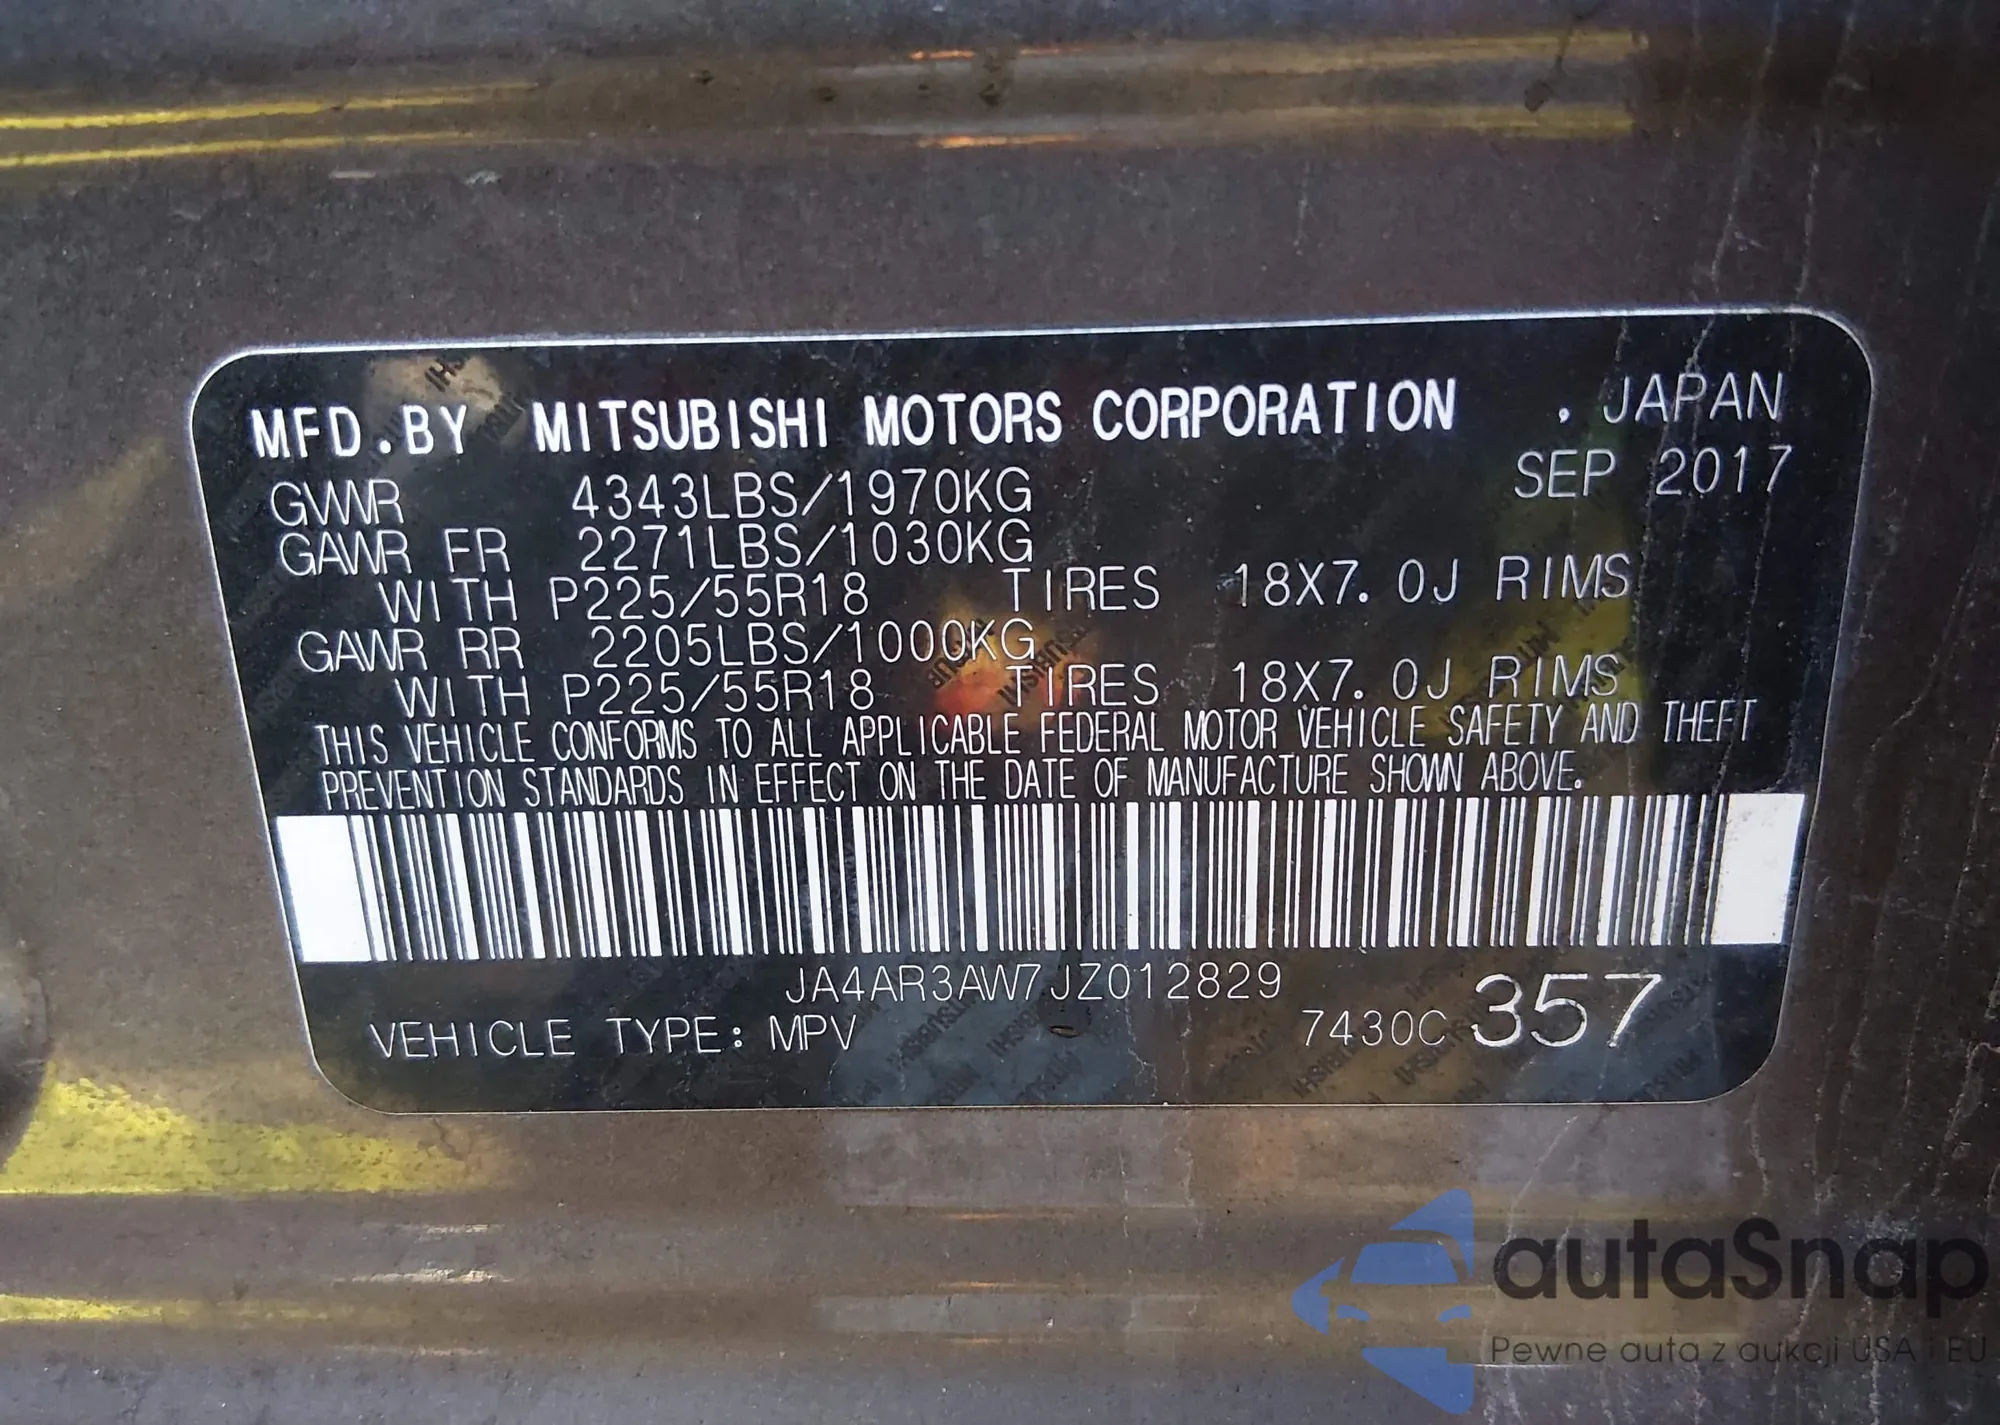 MFD.BY MITSUBISHI MOTORS CORPORATION . JAPAN
SEP 2017
GVWR 4343LBS/1970KG
GAWR FR 2271LBS/1030KG
WITH P225/55R18 TIRES 18X7.0J RIMS
GAWR RR 2205LBS/1000KG
WITH P225/55R18 TIRES 18X7.0J RIMS
THIS VEHICLE CONFORMS TO ALL APPLICABLE FEDERAL MOTOR VEHICLE SAFETY AND THEFT
PREVENTION STANDARDS IN EFFECT ON THE DATE OF MANUFACTURE SHOWN ABOVE.
JA4AR3AW7JZ012829
VEHICLE TYPE: MPV 7430C 357
autaSnap
Pewne auta z aukcji USA i EU